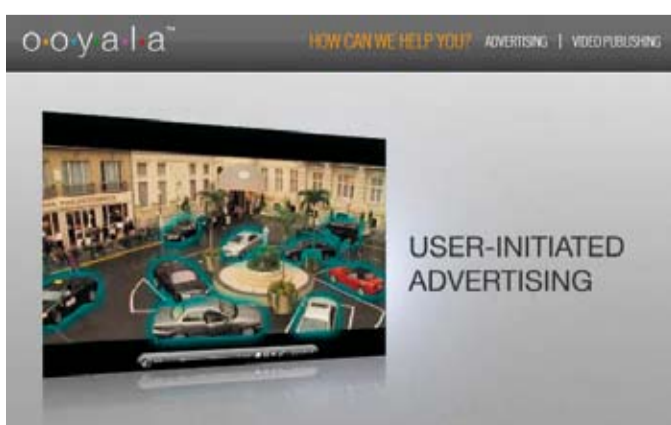 o•o•y•a•l•a™
HOW CAN WE HELP YOU? ADVERTISING | VIDEO PUBLISHING
USER-INITIATED
ADVERTISING